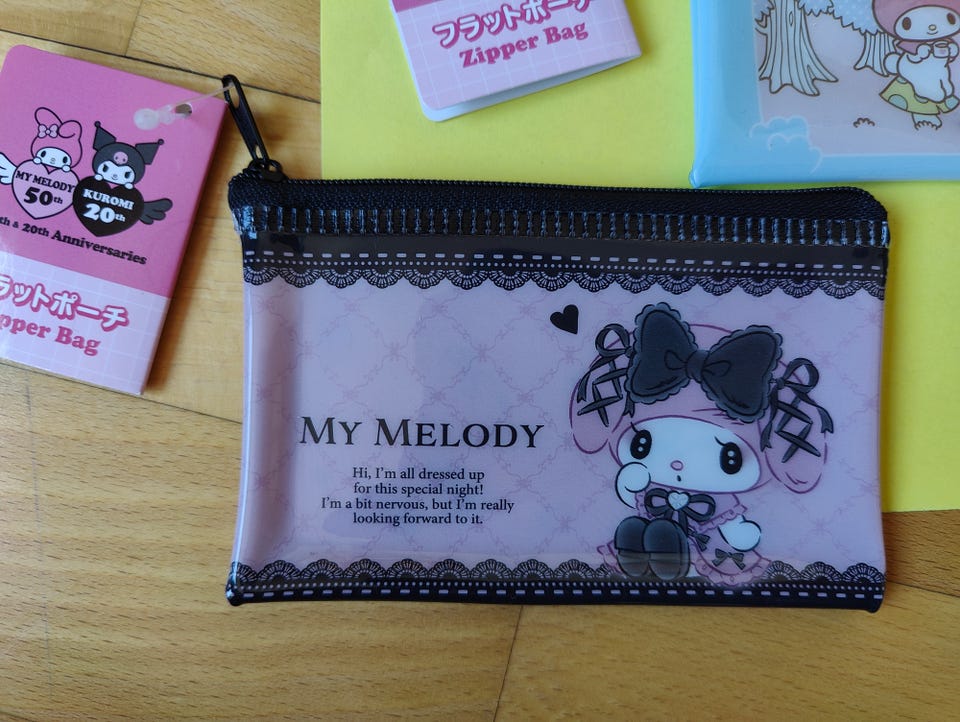 フラットポーチ
Zipper Bag
MY MELODY
50th
KUROMI
20th
th & 20th Anniversaries
ラットポーチ
pper Bag
MY MELODY
Hi, I'm all dressed up
for this special night!
I'm a bit nervous, but I'm really
looking forward to it.